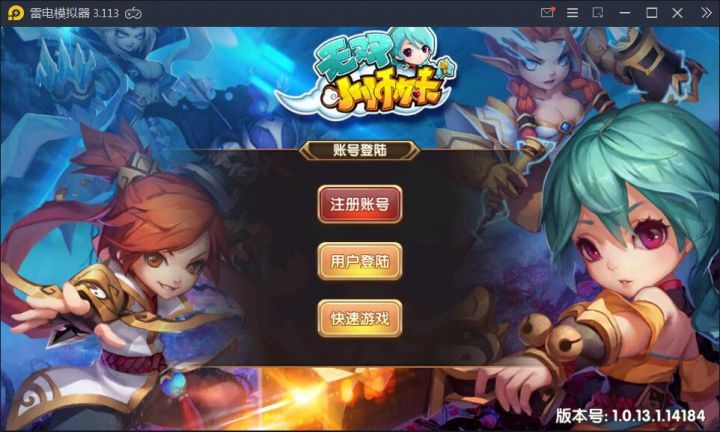 雷电模拟器 3.113
无双
小师妹
账号登陆
注册账号
用户登陆
快速游戏
版本号: 1.0.13.1.14184